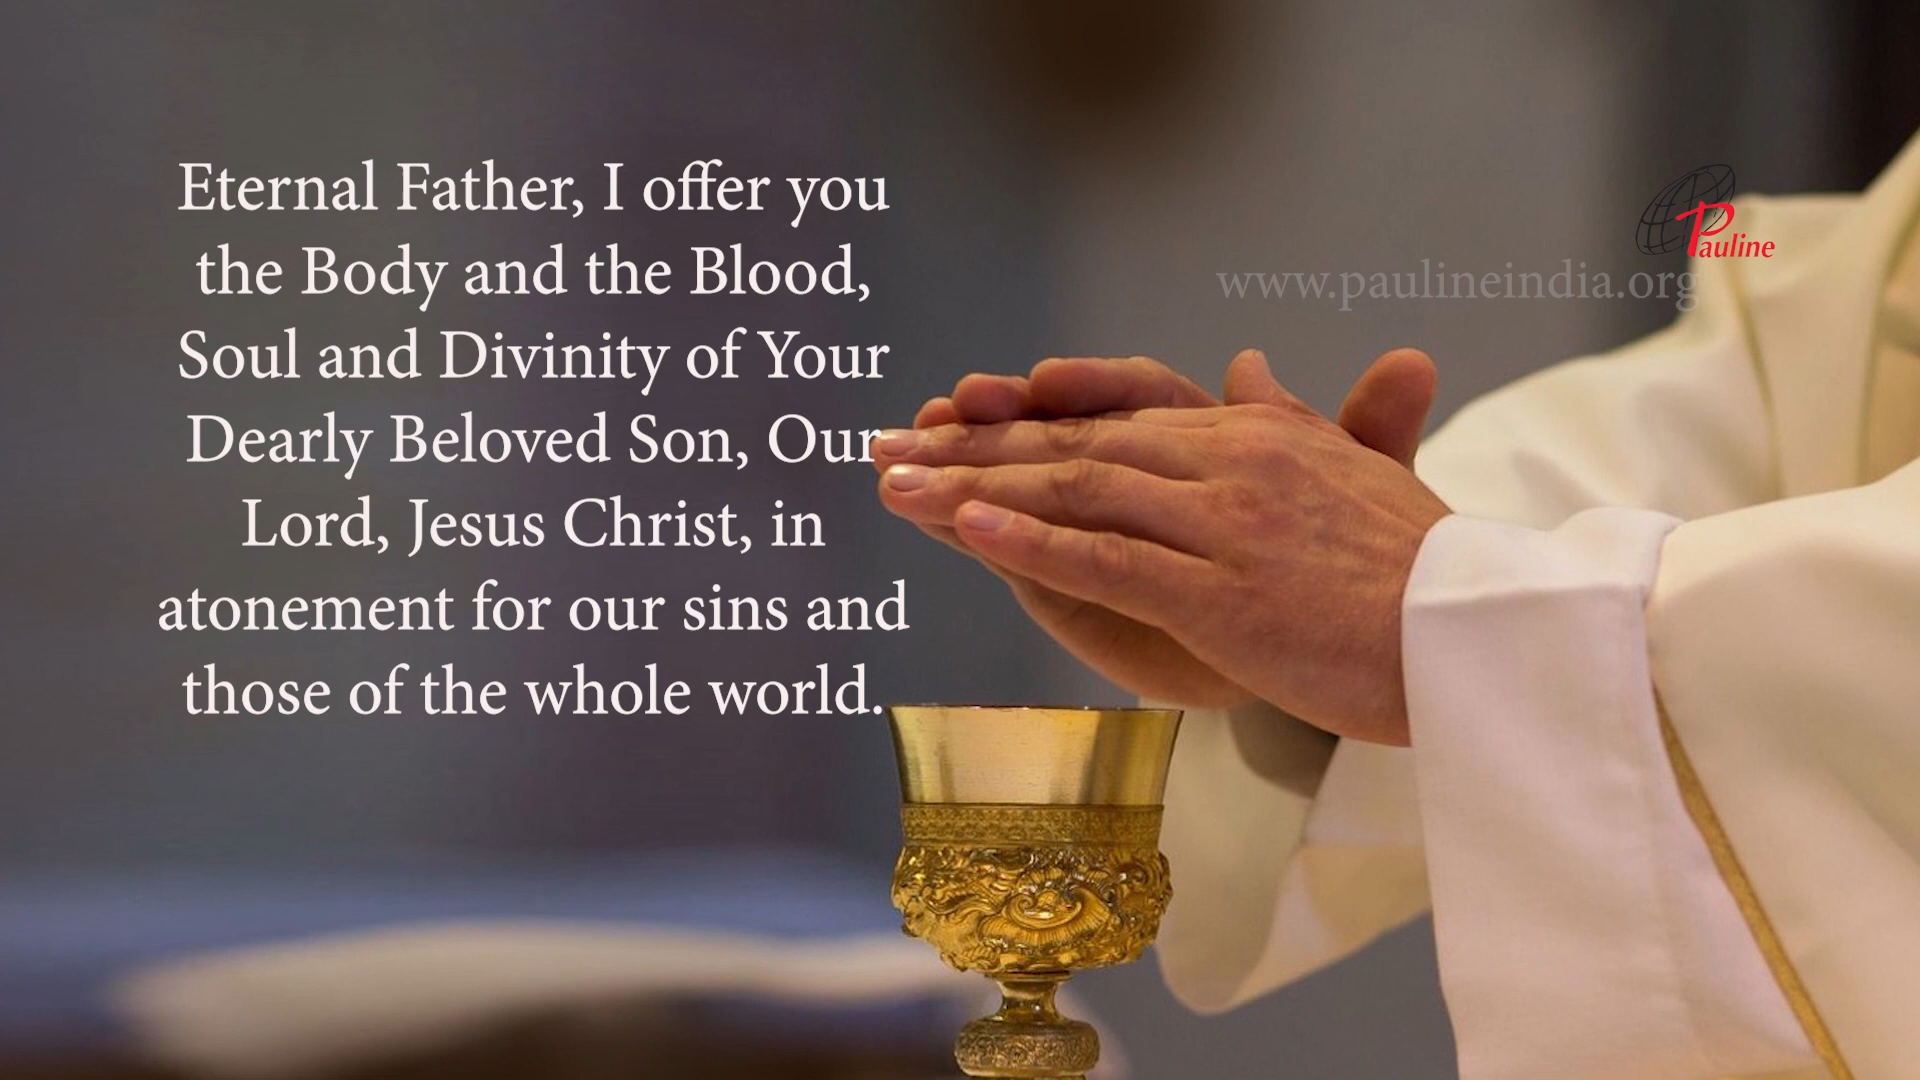 Eternal Father, I offer you
the Body and the Blood,
Soul and Divinity of Your
Dearly Beloved Son, Our
Lord, Jesus Christ, in
atonement for our sins and
those of the whole world.
Pauline
www.paulineindia.org